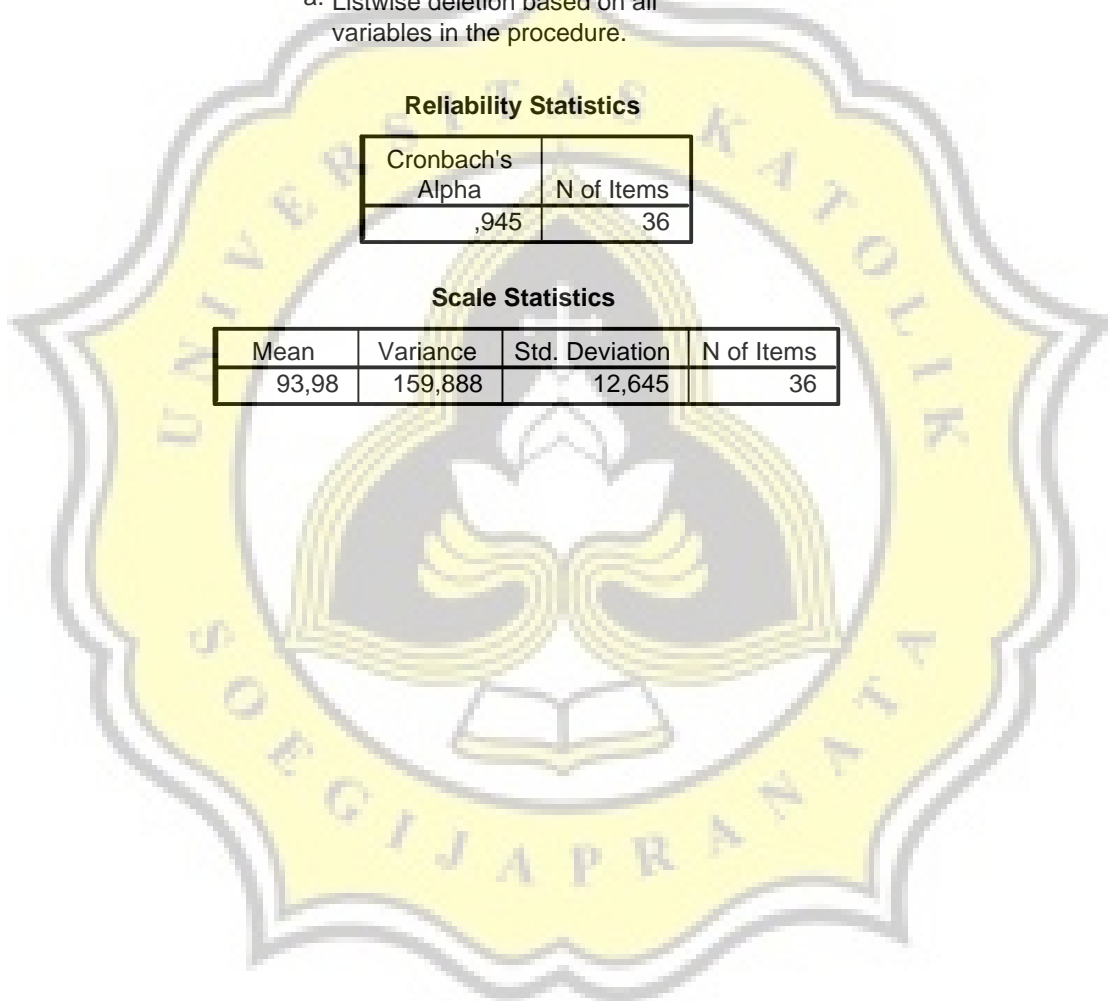 a. Listwise deletion based on all
variables in the procedure.
Reliability Statistics
Cronbach's
Alpha N of Items
,945 36
Scale Statistics
Mean Variance Std. Deviation N of Items
93,98 159,888 12,645 36
UNIVERSITAS KATOLIK
SOEGIJAPRANATA